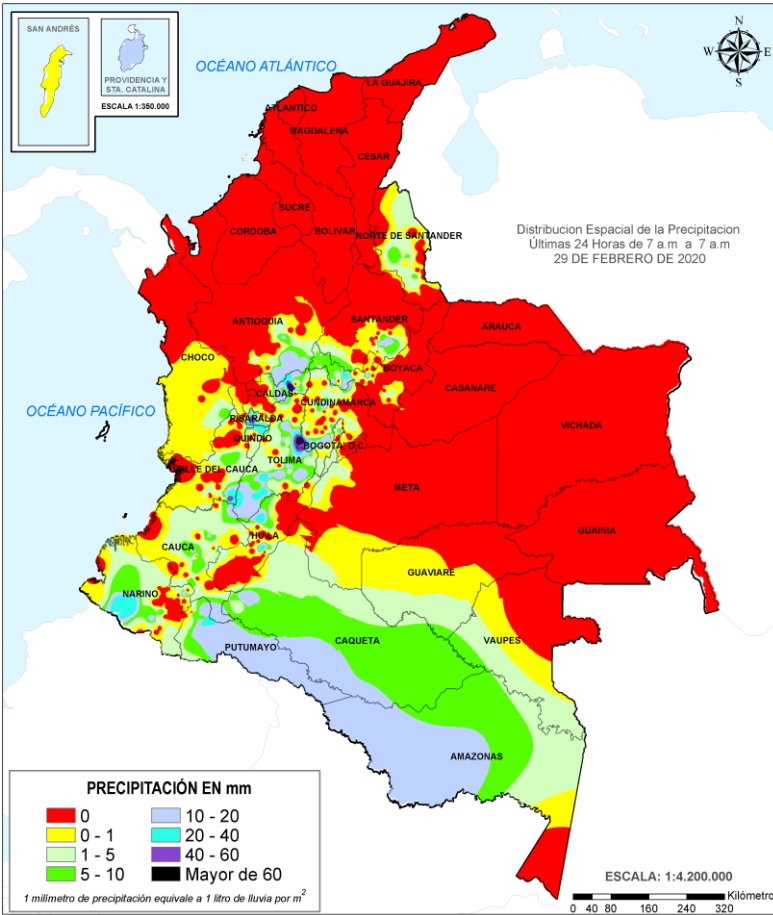 SAN ANDRÉS
PROVIDENCIA Y
STA. CATALINA
ESCALA 1:350.000
N
W
E
S
OCÉANO ATLÁNTICO
LA GUAJIRA
ATLANTICO
MAGDALENA
CESAR
SUCRE
CORDOBA
BOLIVAR
NORTE DE SANTANDER
Distribucion Espacial de la Precipitacion
Últimas 24 Horas de 7 a.m a 7 a.m
29 DE FEBRERO DE 2020
ANTIOQUIA
SANTANDER
ARAUCA
CHOCO
BOYACA
CASANARE
CALDAS
CUNDINAMARCA
OCÉANO PACÍFICO
RISARALDA
VICHADA
QUINDIO
BOGOTA, D.C.
TOLIMA
VALLE DEL CAUCA
META
GUAINIA
HUILA
CAUCA
GUAVIARE
NARIÑO
CAQUETA
VAUPES
PUTUMAYO
AMAZONAS
PRECIPITACIÓN EN mm
0
0 - 1
1 - 5
5 - 10
10 - 20
20 - 40
40 - 60
Mayor de 60
1 milímetro de precipitación equivale a 1 litro de lluvia por m²
ESCALA: 1:4.200.000
Kilómetro
0 40 80 160 240 320